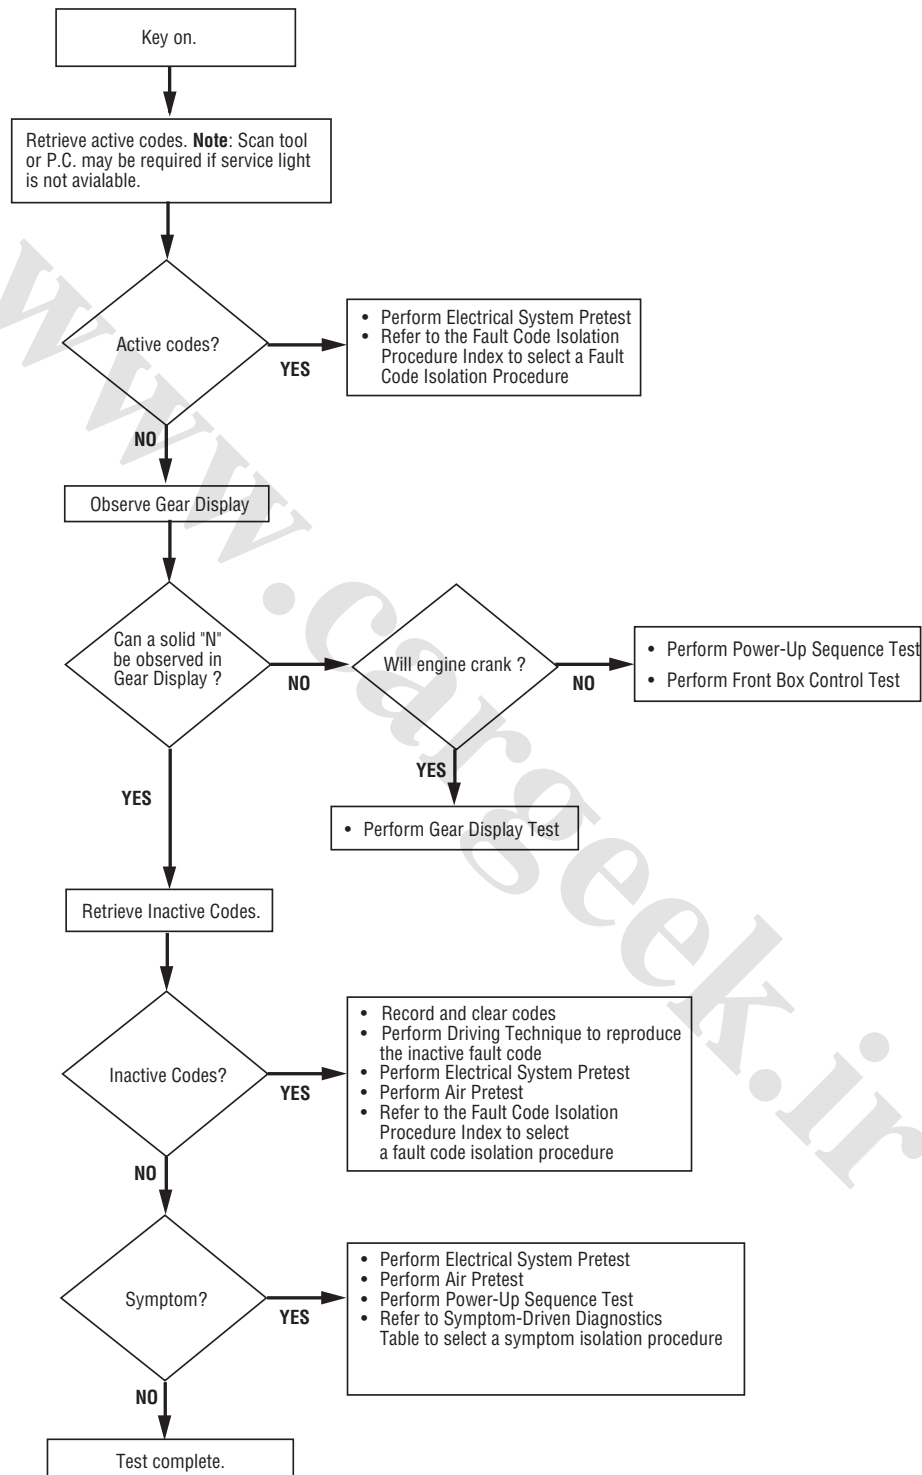 Key on.
Retrieve active codes. Note: Scan tool
or P.C. may be required if service light
is not avialable.
Active codes?
YES
• Perform Electrical System Pretest
• Refer to the Fault Code Isolation
Procedure Index to select a Fault
Code Isolation Procedure
NO
Observe Gear Display
Can a solid "N"
be observed in
Gear Display ?
NO
Will engine crank ?
NO
• Perform Power-Up Sequence Test
• Perform Front Box Control Test
YES
• Perform Gear Display Test
YES
Retrieve Inactive Codes.
Inactive Codes?
YES
• Record and clear codes
• Perform Driving Technique to reproduce
the inactive fault code
• Perform Electrical System Pretest
• Perform Air Pretest
• Refer to the Fault Code Isolation
Procedure Index to select
a fault code isolation procedure
NO
Symptom?
YES
• Perform Electrical System Pretest
• Perform Air Pretest
• Perform Power-Up Sequence Test
• Refer to Symptom-Driven Diagnostics
Table to select a symptom isolation procedure
NO
Test complete.
www.cargeek.ir